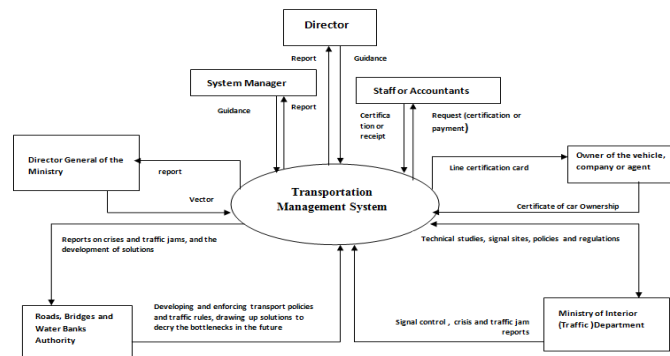 Director
Report
Guidance
System Manager
Staff or Accountants
Guidance
Report
Certifica
tion or
receipt
Request (certification or
payment)
Director General of the
Ministry
report
Vector
Transportation
Management System
Line certification card
Owner of the vehicle,
company or agent
Certificate of car Ownership
Reports on crises and traffic jams, and the
development of solutions
Technical studies, signal sites, policies and regulations
Roads, Bridges and
Water Banks
Authority
Developing and enforcing transport policies
and traffic rules, drawing up solutions to
decry the bottlenecks in the future
Signal control , crisis and traffic jam
reports
Ministry of Interior
(Traffic )Department